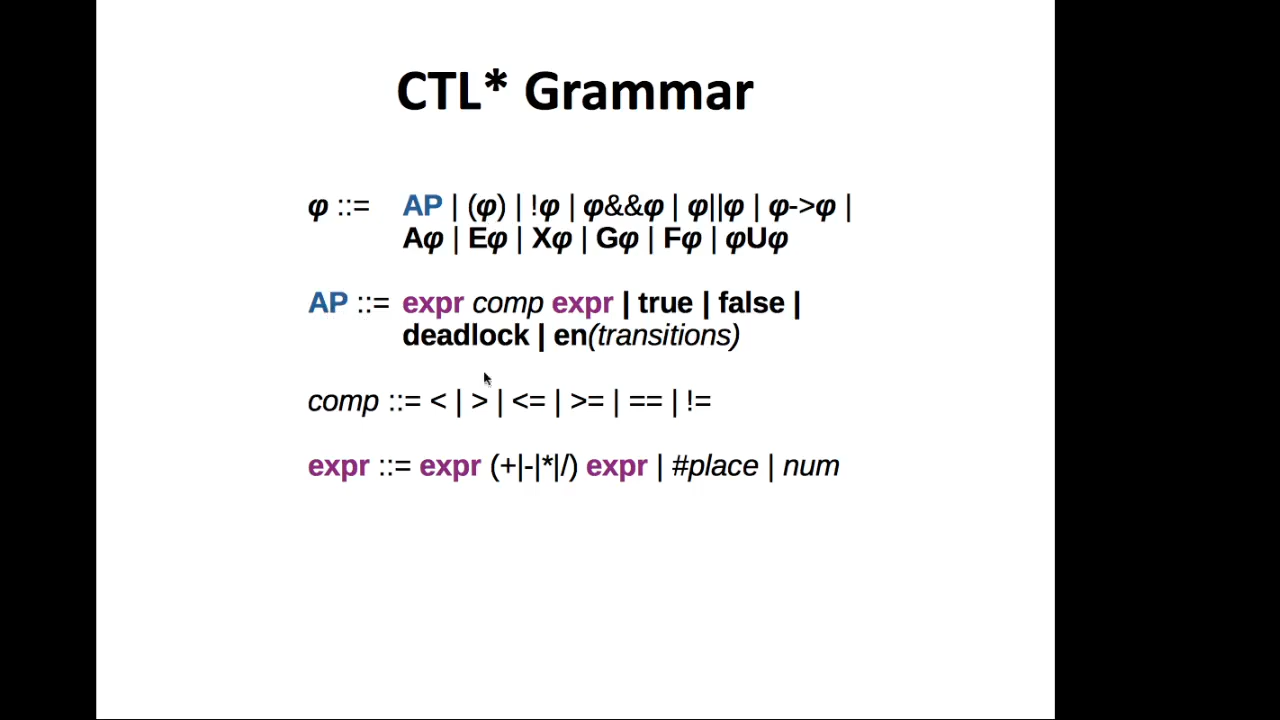 CTL* Grammar
φ ::= AP | (φ) | !φ | φ&&φ | φ||φ | φ->φ |
Aφ | Eφ | Xφ | Gφ | Fφ | φUφ
AP ::= expr comp expr | true | false |
deadlock | en(transitions)
comp ::= < | > | <= | >= | == | !=
expr ::= expr (+|-|*|/) expr | #place | num